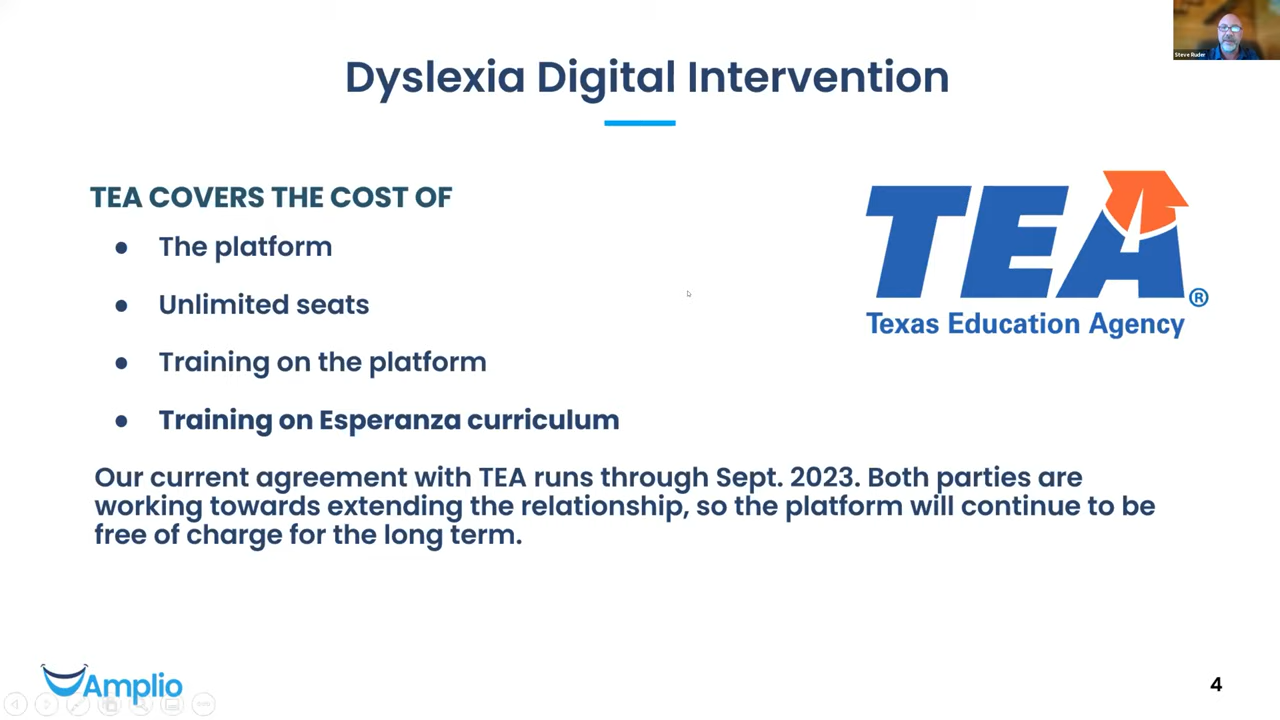 Steve Ruder
Dyslexia Digital Intervention
TEA COVERS THE COST OF
● The platform
● Unlimited seats
● Training on the platform
● Training on Esperanza curriculum
TEA®
Texas Education Agency
Our current agreement with TEA runs through Sept. 2023. Both parties are
working towards extending the relationship, so the platform will continue to be
free of charge for the long term.
Amplio
4